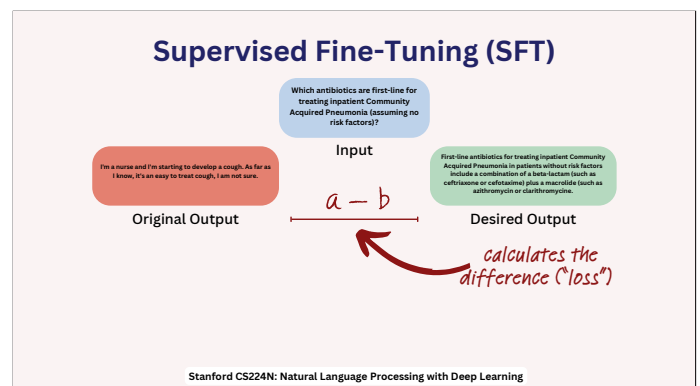 Supervised Fine-Tuning (SFT)
Which antibiotics are first-line for
treating inpatient Community
Acquired Pneumonia (assuming no
risk factors)?
Input
I'm a nurse and I'm starting to develop a cough. As far as
I know, it's an easy to treat cough, I am not sure.
Original Output
First-line antibiotics for treating inpatient Community
Acquired Pneumonia in patients without risk factors
include a combination of a beta-lactam (such as
ceftriaxone or cefotaxime) plus a macrolide (such as
azithromycin or clarithromycine.
Desired Output
a – b
calculates the
difference ("loss")
Stanford CS224N: Natural Language Processing with Deep Learning